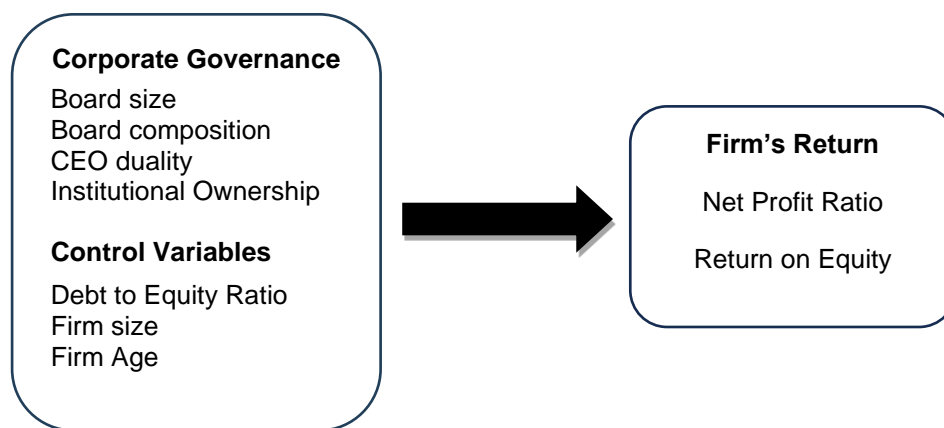 Corporate Governance
Board size
Board composition
CEO duality
Institutional Ownership
Control Variables
Debt to Equity Ratio
Firm size
Firm Age
Firm’s Return
Net Profit Ratio
Return on Equity